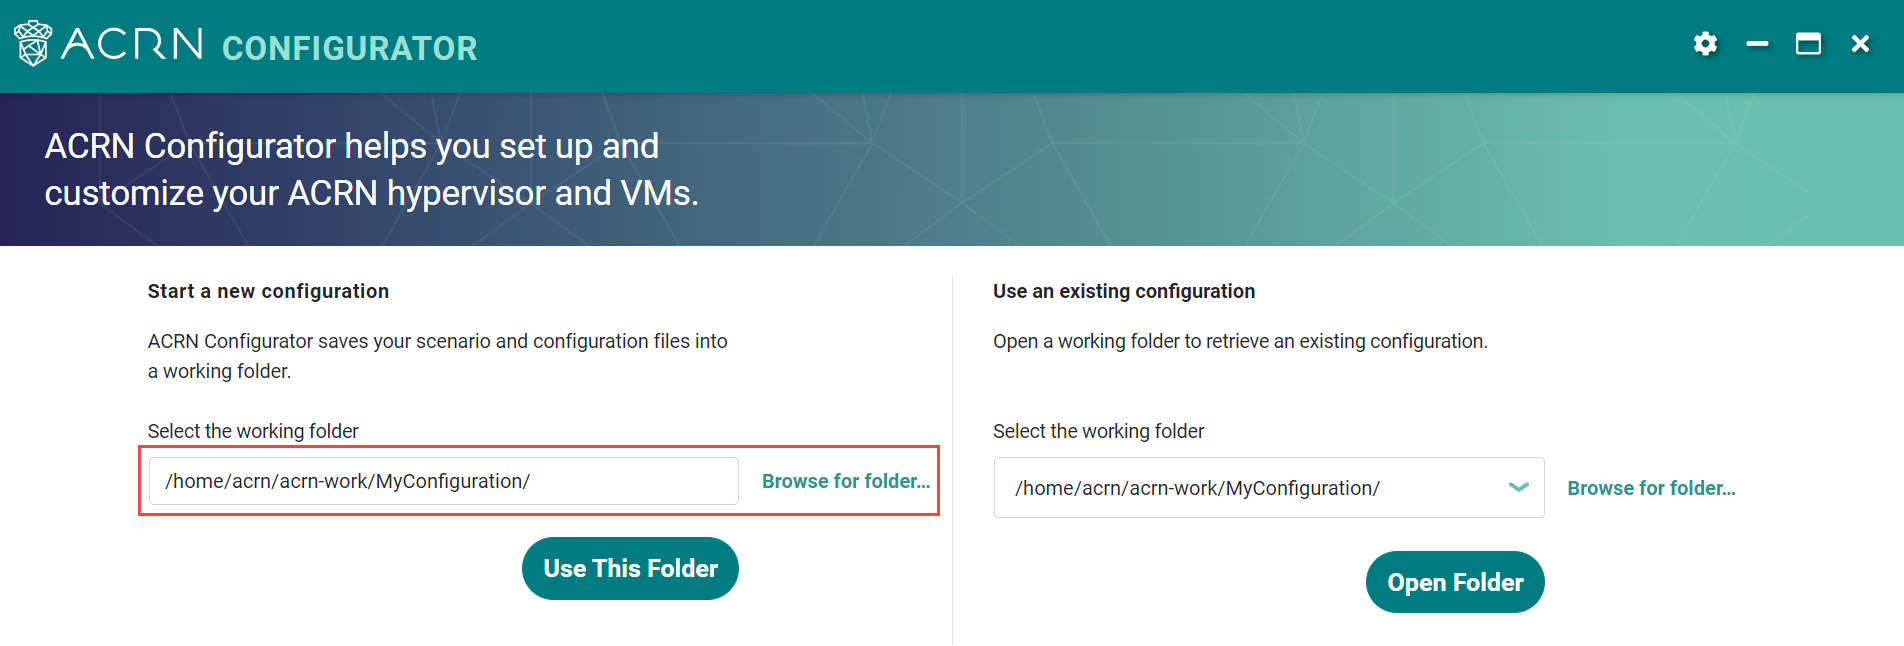 ACRN CONFIGURATOR
ACRN Configurator helps you set up and
customize your ACRN hypervisor and VMs.
Start a new configuration
ACRN Configurator saves your scenario and configuration files into
a working folder.
Select the working folder
/home/acrn/acrn-work/MyConfiguration/ Browse for folder...
Use This Folder
Use an existing configuration
Open a working folder to retrieve an existing configuration.
Select the working folder
/home/acrn/acrn-work/MyConfiguration/ Browse for folder...
Open Folder